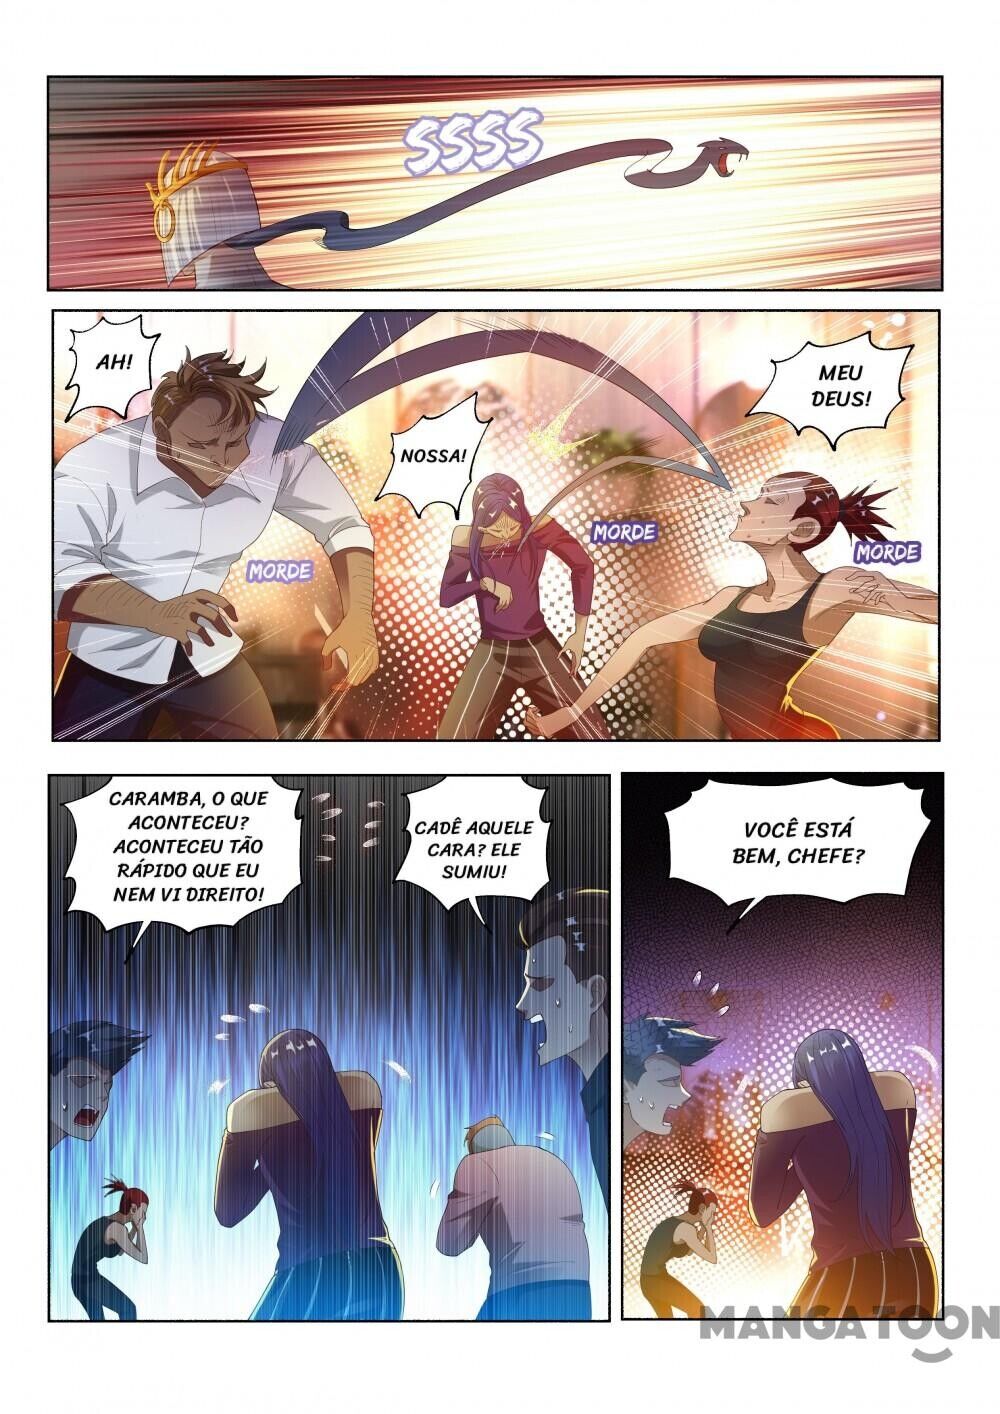 SSSS
AH!
NOSSA!
MEU
DEUS!
MORDE
MORDE
MORDE
CARAMBA, O QUE
ACONTECEU?
ACONTECEU TÃO
RÁPIDO QUE EU
NEM VI DIREITO!
CADÊ AQUELE
CARA? ELE
SUMIU!
VOCÊ ESTÁ
BEM, CHEFE?
MANGATOON